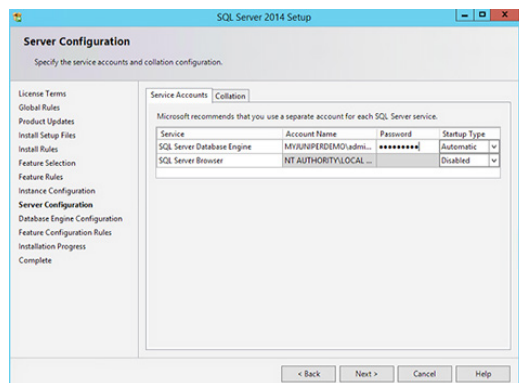 SQL Server 2014 Setup
Server Configuration
Specify the service accounts and collation configuration.
License Terms
Global Rules
Product Updates
Install Setup Files
Install Rules
Feature Selection
Feature Rules
Instance Configuration
Server Configuration
Database Engine Configuration
Feature Configuration Rules
Installation Progress
Complete
Service Accounts Collation
Microsoft recommends that you use a separate account for each SQL Server service.
Service Account Name Password Startup Type
SQL Server Database Engine MYJUNIPERDEMO\admi... ●●●●●●●●● Automatic
SQL Server Browser NT AUTHORITY\LOCAL ... Disabled
< Back Next > Cancel Help